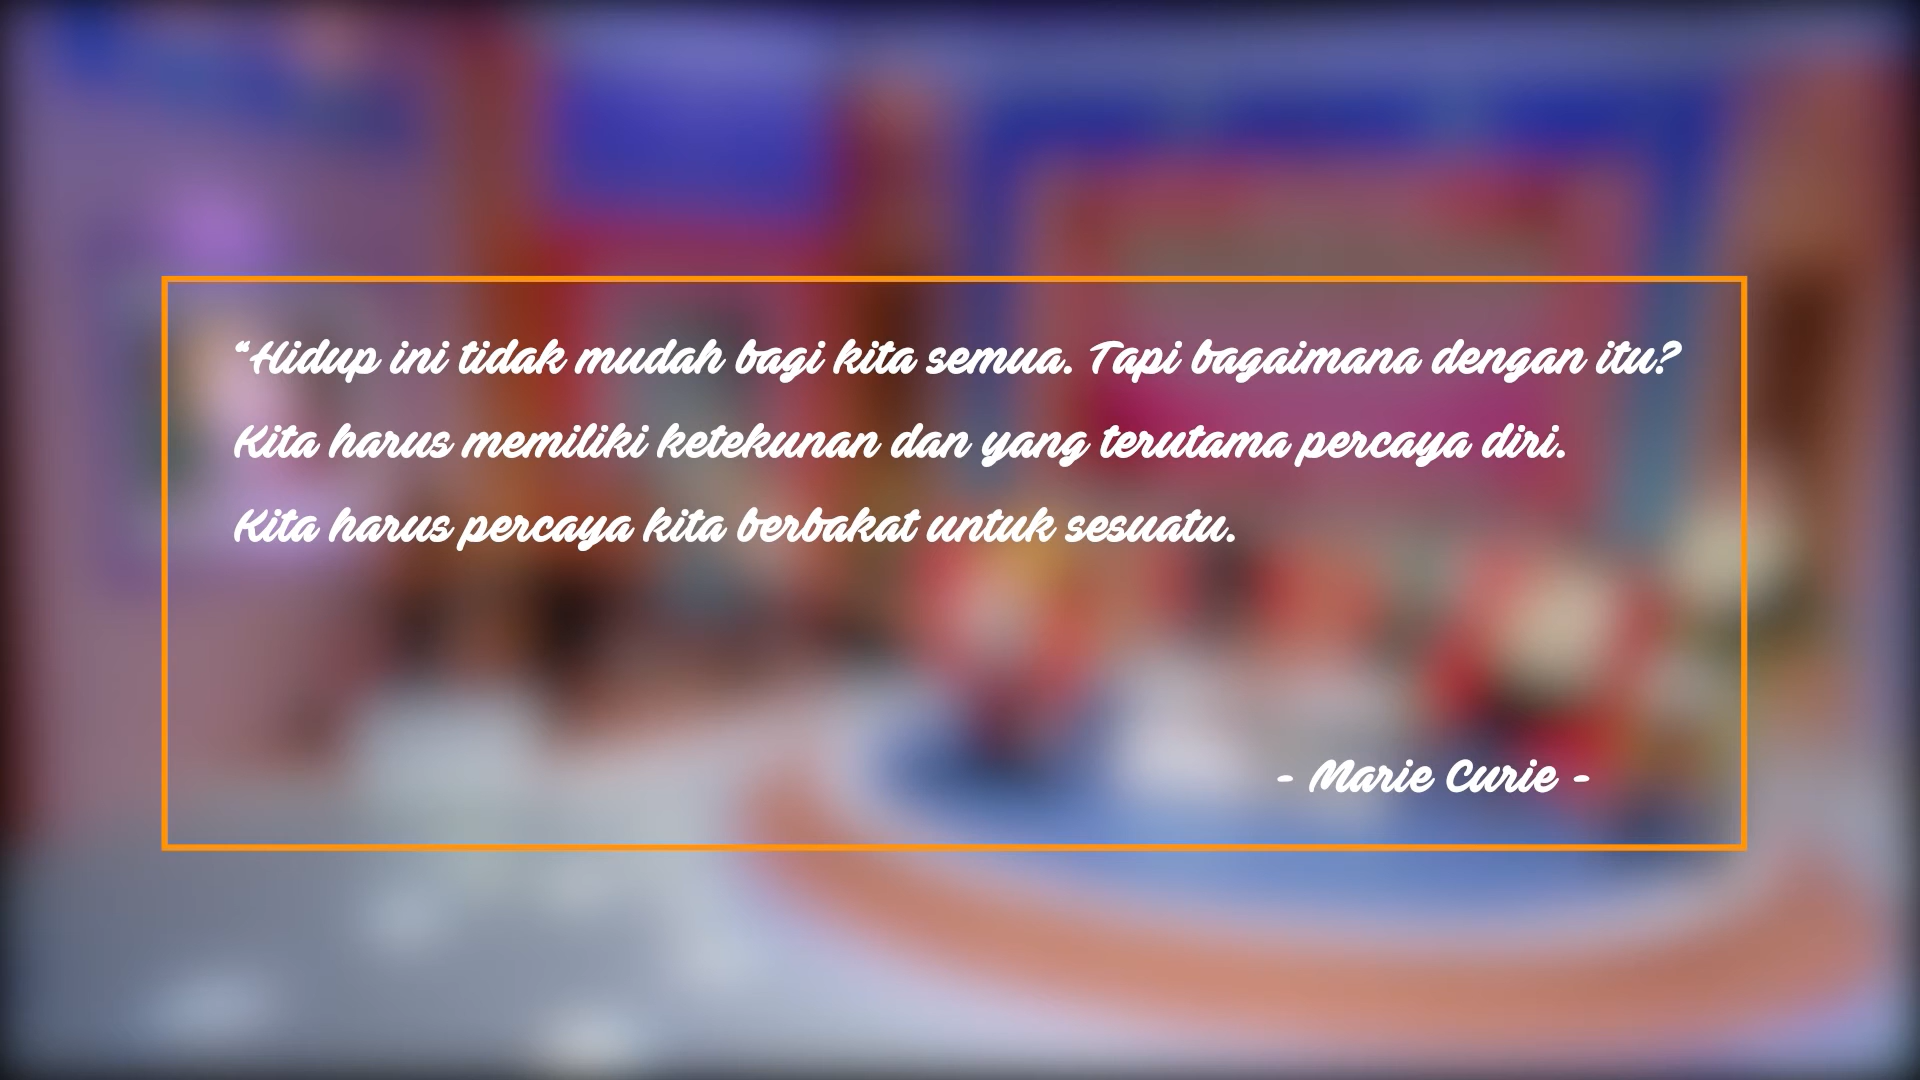 “Hidup ini tidak mudah bagi kita semua. Tapi bagaimana dengan itu?
Kita harus memiliki ketekunan dan yang terutama percaya diri.
Kita harus percaya kita berbakat untuk sesuatu.
- Marie Curie -